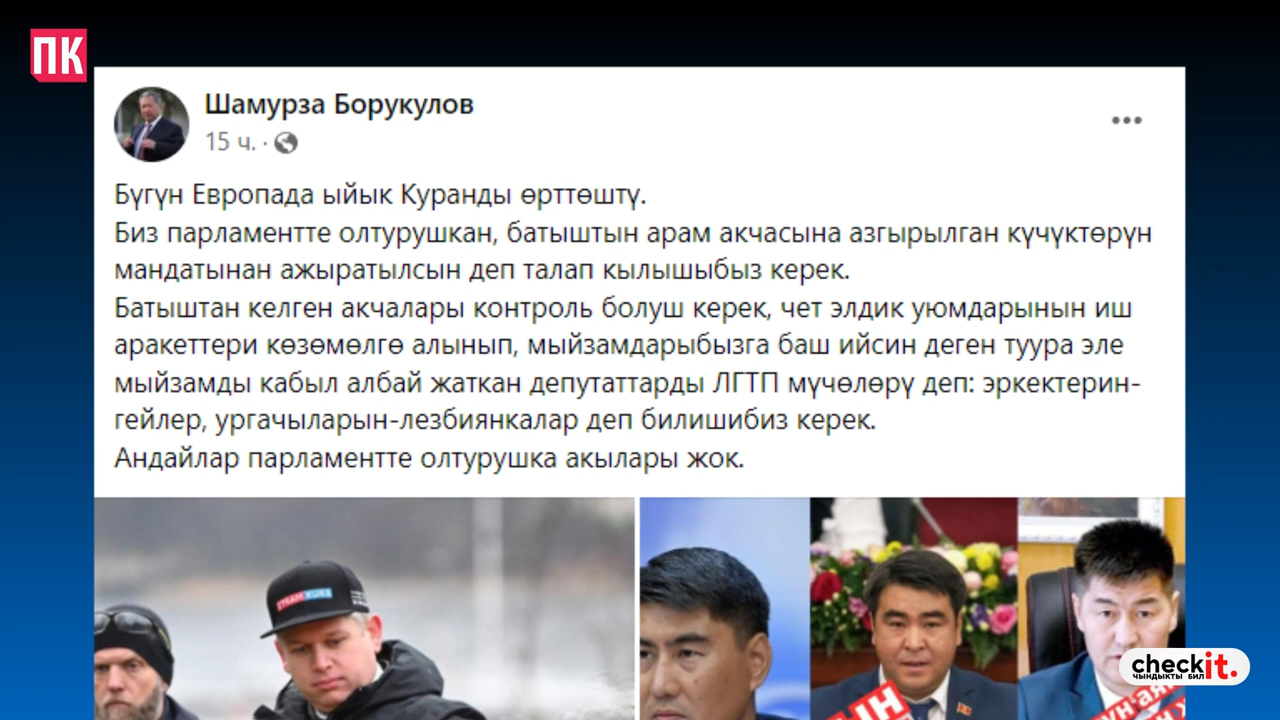 ПК
Шамурза Борукулов
15 ч. ·
Бүгүн Европада ыйык Куранды өрттөштү.
Биз парламентте олтурушкан, батыштын арам акчасына азгырылган күчүктөрүн
мандатынан ажыратылсын деп талап кылышыбыз керек.
Батыштан келген акчалары контроль болуш керек, чет элдик уюмдарынын иш
аракеттери көзөмөлгө алынып, мыйзамдарыбызга баш ийсин деген туура эле
мыйзамды кабыл албай жаткан депутаттарды ЛГТП мүчөлөрү деп: эркектерин-
гейлер, ургачыларын-лезбиянкалар деп билишибиз керек.
Андайлар парламентте олтурушка акылары жок.
STRAM KURS
checkit.
ЧЫНДЫКТЫ БИЛ